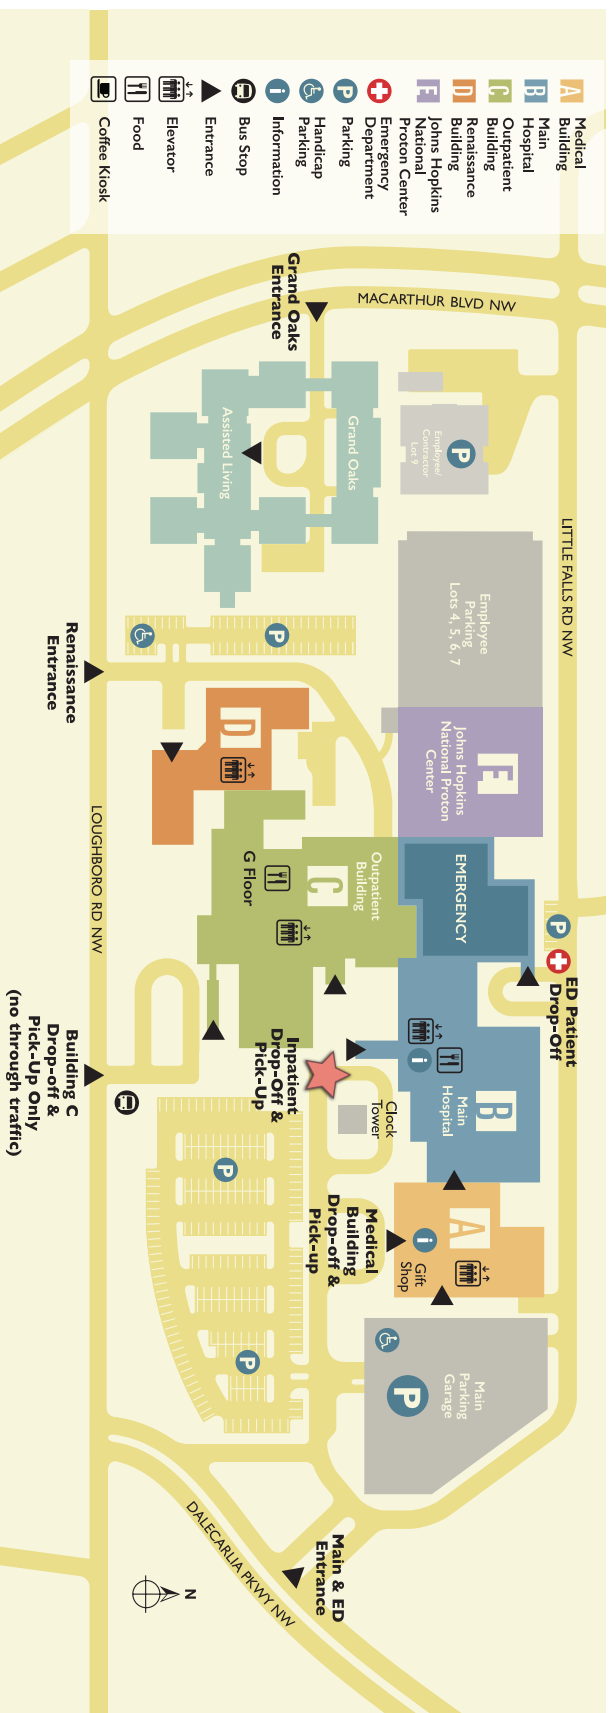 A
Medical
Building
B
Main
Hospital
C
Outpatient
Building
D
Renaissance
Building
F
Johns Hopkins
National
Proton Center
Emergency
Department
P
Parking
Handicap
Parking
i
Information
Bus Stop
Entrance
Elevator
Food
Coffee Kiosk
MACARTHUR BLVD NW
Grand Oaks
Entrance
Employee/
Contractor
Lot 9
P
Grand Oaks
Assisted Living
LITTLE FALLS RD NW
Employee
Parking
Lots 4, 5, 6, 7
P
Renaissance
Entrance
F
Johns Hopkins
National Proton
Center
D
LOUGHBORO RD NW
EMERGENCY
Outpatient
Building
C
G Floor
P
ED Patient
Drop-Off
i
B
Main
Hospital
Inpatient
Drop-Off &
Pick-Up
Building C
Drop-off &
Pick-Up Only
(no through traffic)
Clock
Tower
P
A
i
Gift
Shop
Medical
Building
Drop-off &
Pick-up
P
Main
Parking
Garage
P
Main & ED
Entrance
DALECARLIA PKWY NW
N